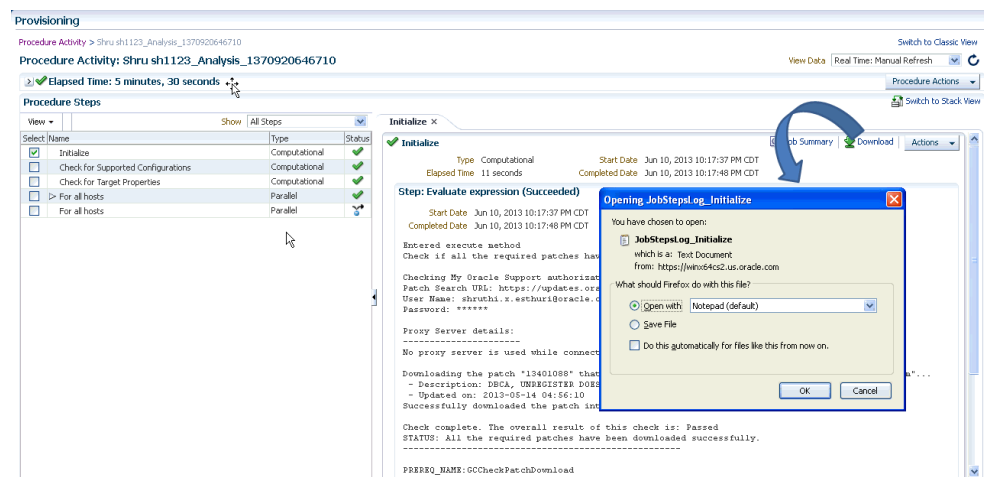 Provisioning
Procedure Activity > Shru sh1123_Analysis_1370920646710
Switch to Classic View
Procedure Activity: Shru sh1123_Analysis_1370920646710
View Data Real Time: Manual Refresh
Elapsed Time: 5 minutes, 30 seconds
Procedure Actions
Procedure Steps
Switch to Stack View
View
Show All Steps
Select Name Type Status
Initialize Computational
Check for Supported Configurations Computational
Check for Target Properties Computational
For all hosts Parallel
For all hosts Parallel
Initialize ×
Initialize
Job Summary Download Actions
Type Computational Start Date Jun 10, 2013 10:17:37 PM CDT
Elapsed Time 11 seconds Completed Date Jun 10, 2013 10:17:48 PM CDT
Step: Evaluate expression (Succeeded)
Start Date Jun 10, 2013 10:17:37 PM CDT
Completed Date Jun 10, 2013 10:17:48 PM CDT
Entered execute method
Check if all the required patches hav
Checking My Oracle Support authorizat
Patch Search URL: https://updates.ora
User Name: shruthi.x.esthuri@oracle.c
Password: ******
Proxy Server details:
----------------------
No proxy server is used while connect
Downloading the patch "13401088" that
m"...
- Description: DBCA, UNREGISTER DOES
- Updated on: 2013-05-14 04:56:10
Successfully downloaded the patch int
Check complete. The overall result of this check is: Passed
STATUS: All the required patches have been downloaded successfully.
-----------------------------------------------------
PREREQ_NAME:GCCheckPatchDownload
Opening JobStepsLog_Initialize
You have chosen to open:
JobStepsLog_Initialize
which is a: Text Document
from: https://winx64cs2.us.oracle.com
What should Firefox do with this file?
Open with Notepad (default)
Save File
Do this automatically for files like this from now on.
OK Cancel